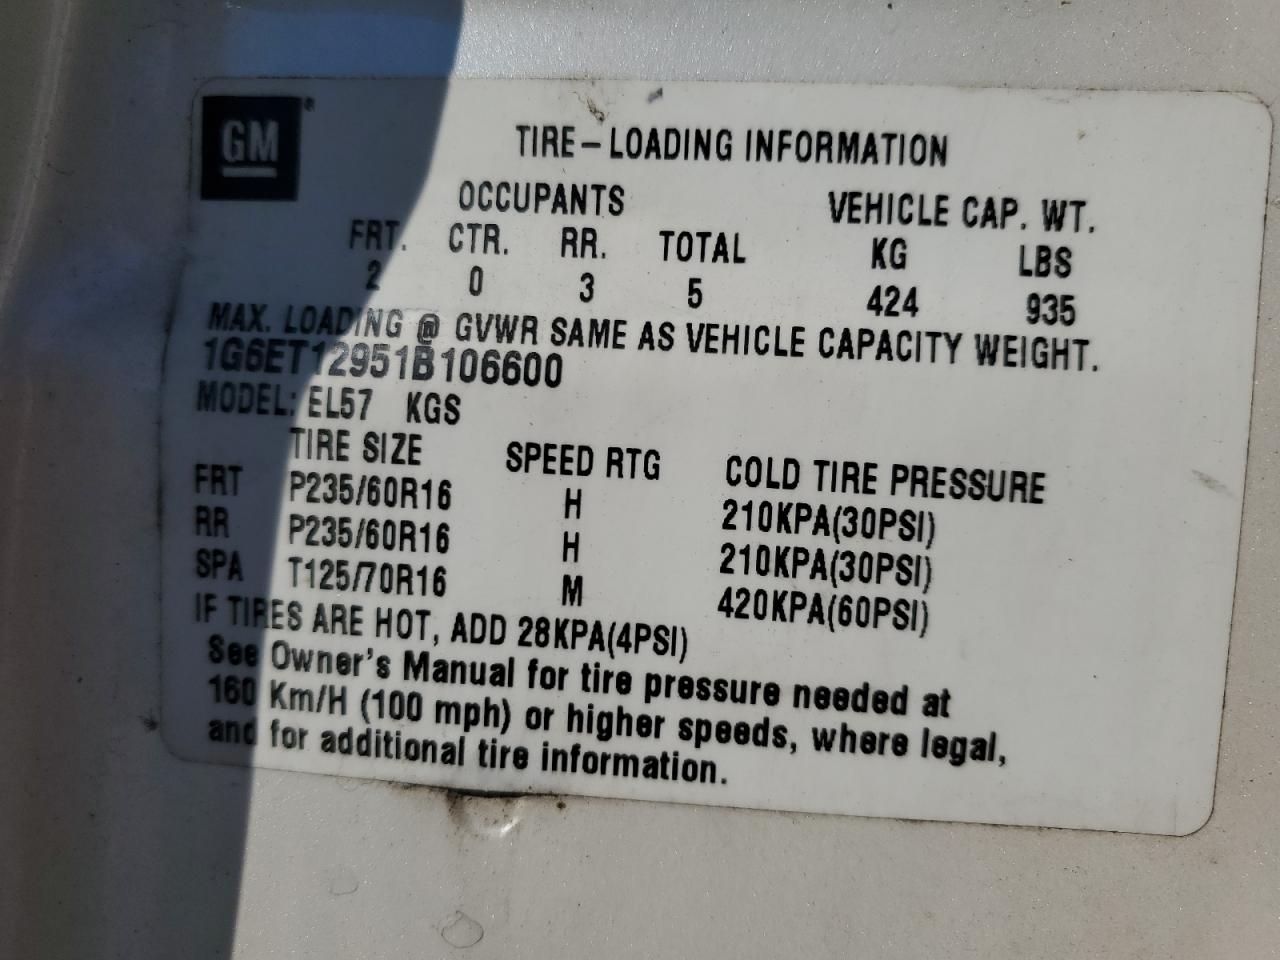 GM
TIRE-LOADING INFORMATION
OCCUPANTS VEHICLE CAP. WT.
FRT. CTR. RR. TOTAL KG LBS
2 0 3 5 424 935
MAX. LOADING @ GVWR SAME AS VEHICLE CAPACITY WEIGHT.
1G6ET12951B106600
MODEL: EL57 KGS
TIRE SIZE SPEED RTG COLD TIRE PRESSURE
FRT P235/60R16 H 210KPA(30PSI)
RR P235/60R16 H 210KPA(30PSI)
SPA T125/70R16 M 420KPA(60PSI)
IF TIRES ARE HOT, ADD 28KPA(4PSI)
See Owner's Manual for tire pressure needed at
160 Km/H (100 mph) or higher speeds, where legal,
and for additional tire information.